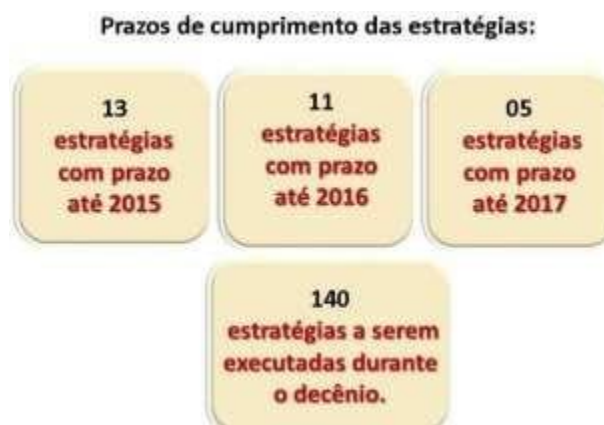 Prazos de cumprimento das estratégias:
13
estratégias
com prazo
até 2015
11
estratégias
com prazo
até 2016
05
estratégias
com prazo
até 2017
140
estratégias a serem
executadas durante
o decênio.